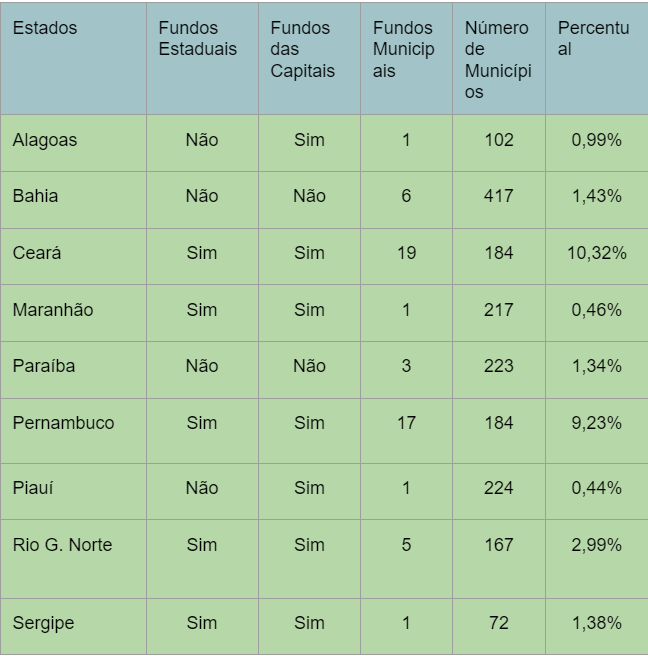 Estados Fundos Estaduais Fundos das Capitais Fundos Municipais Número de Municípios Percentual
Alagoas Não Sim 1 102 0,99%
Bahia Não Não 6 417 1,43%
Ceará Sim Sim 19 184 10,32%
Maranhão Sim Sim 1 217 0,46%
Paraíba Não Não 3 223 1,34%
Pernambuco Sim Sim 17 184 9,23%
Piauí Não Sim 1 224 0,44%
Rio G. Norte Sim Sim 5 167 2,99%
Sergipe Sim Sim 1 72 1,38%